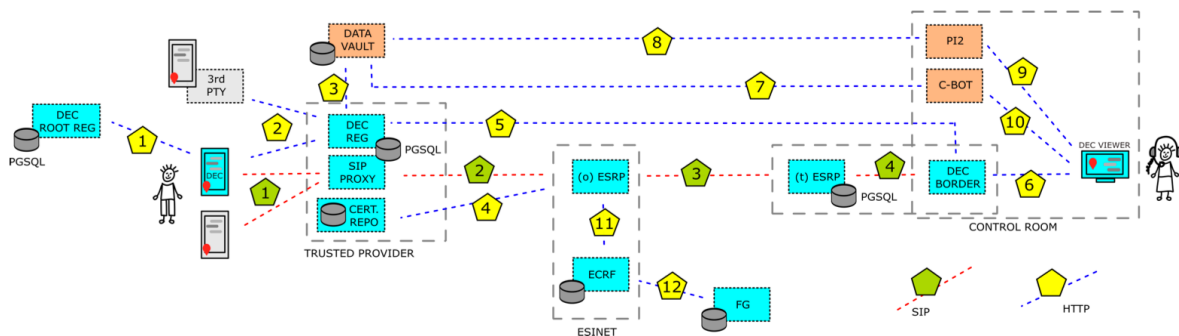 DATA
VAULT
8
PI2
3rd
PTY
3
7
C-BOT
9
DEC
ROOT REG
PGSQL
1
2
DEC
REG
PGSQL
5
10
DEC VIEWER
DEC
1
SIP
PROXY
2
(o) ESRP
3
(t) ESRP
PGSQL
4
DEC
BORDER
6
CERT.
REPO
4
TRUSTED PROVIDER
11
CONTROL ROOM
ECRF
12
FG
ESINET
SIP
HTTP